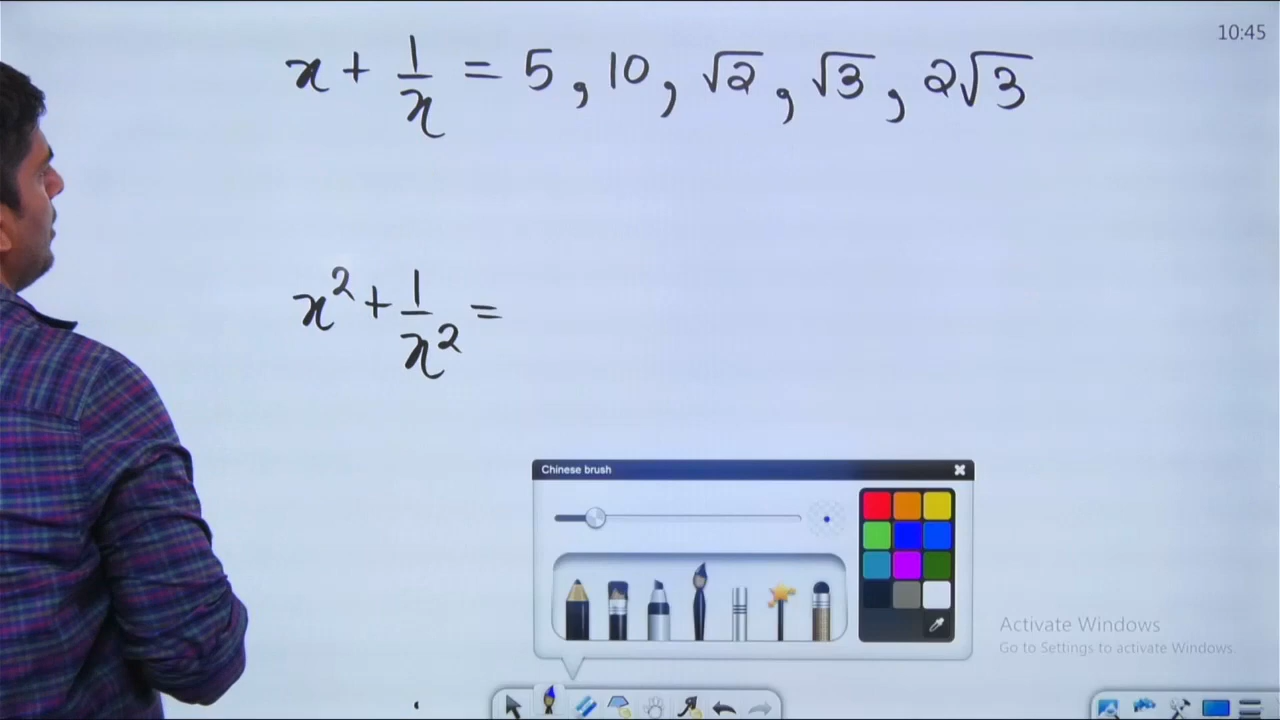 10:45
x + 1/x = 5, 10, √2, √3, 2√3
x² + 1/x² =
Chinese brush
Activate Windows
Go to Settings to activate Windows.